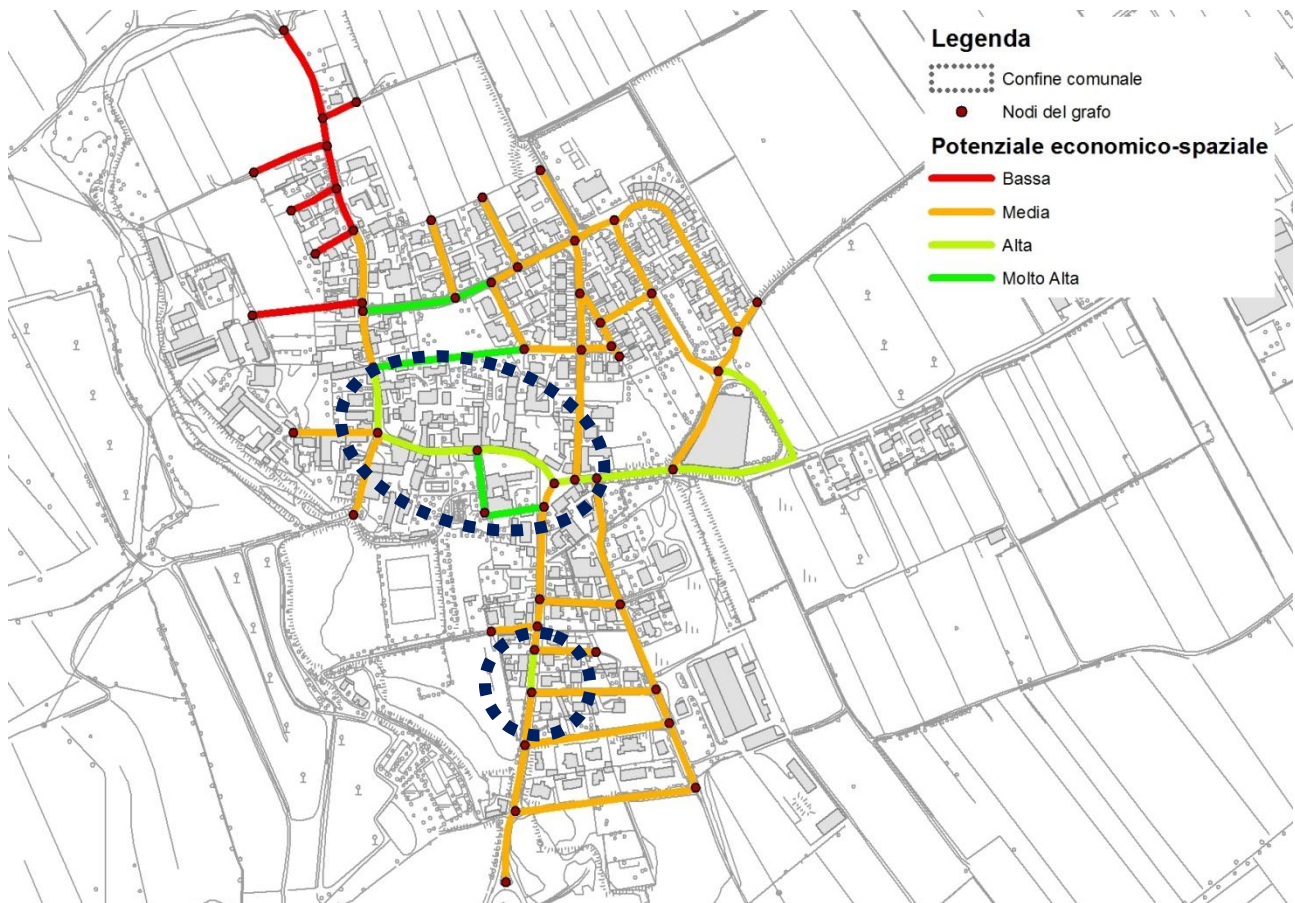 Legenda
Confine comunale
Nodi del grafo
Potenziale economico-spaziale
Bassa
Media
Alta
Molto Alta